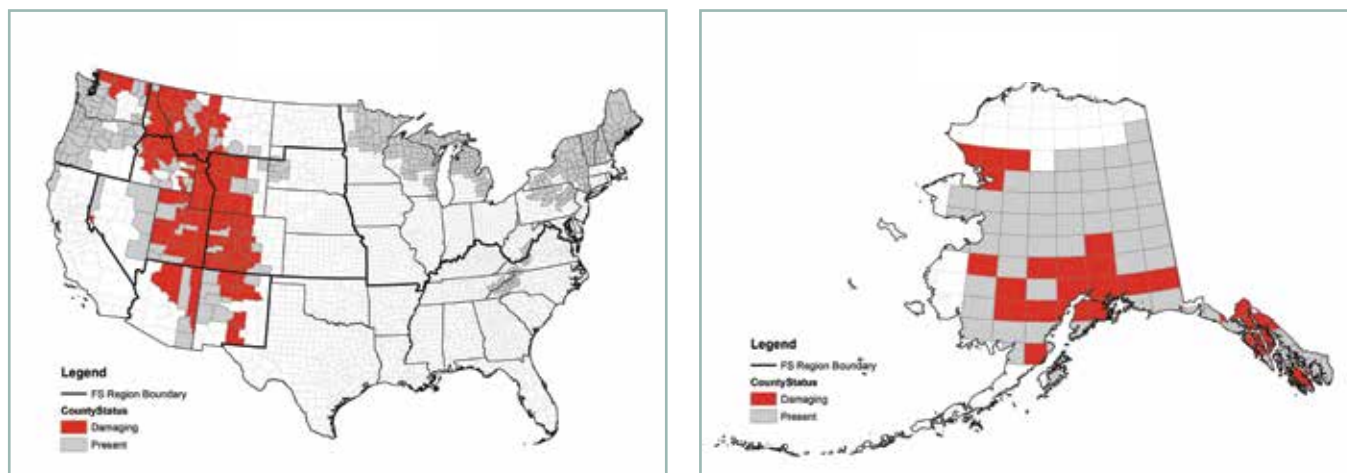 Legend
FS Region Boundary
CountyStatus
Damaging
Present
Legend
FS Region Boundary
CountyStatus
Damaging
Present